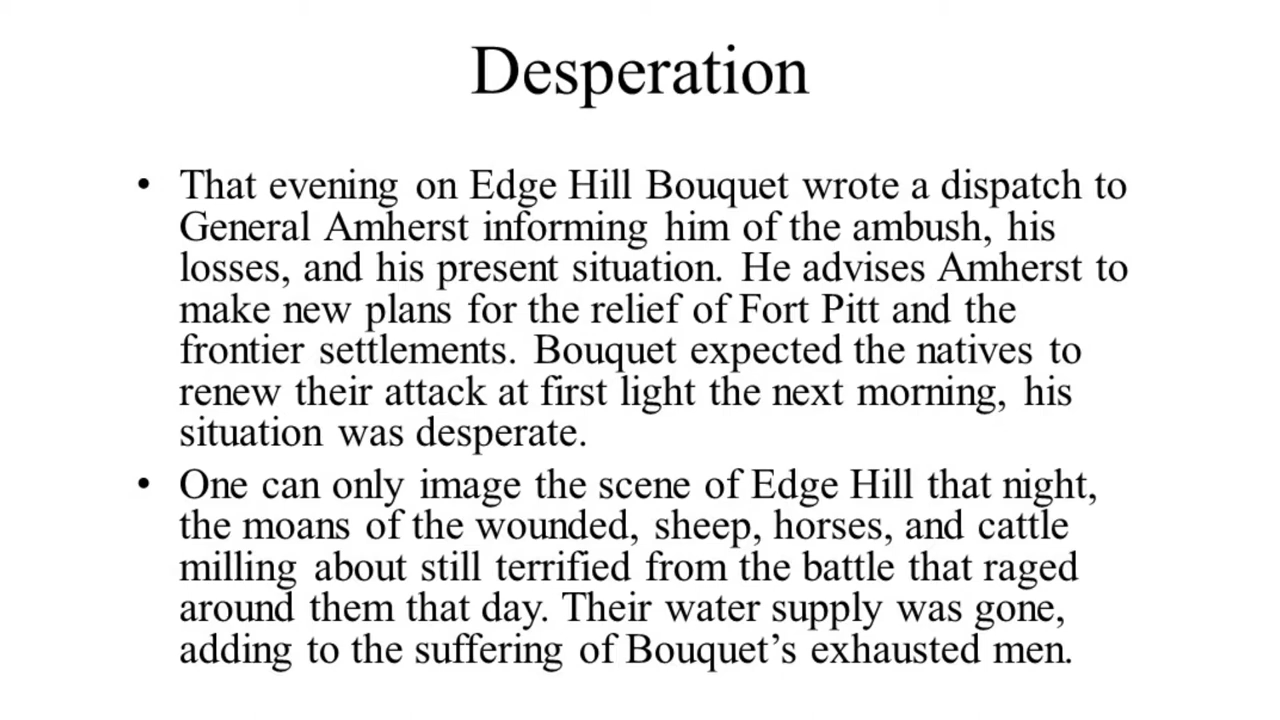 Desperation
• That evening on Edge Hill Bouquet wrote a dispatch to
General Amherst informing him of the ambush, his
losses, and his present situation. He advises Amherst to
make new plans for the relief of Fort Pitt and the
frontier settlements. Bouquet expected the natives to
renew their attack at first light the next morning, his
situation was desperate.
• One can only image the scene of Edge Hill that night,
the moans of the wounded, sheep, horses, and cattle
milling about still terrified from the battle that raged
around them that day. Their water supply was gone,
adding to the suffering of Bouquet’s exhausted men.